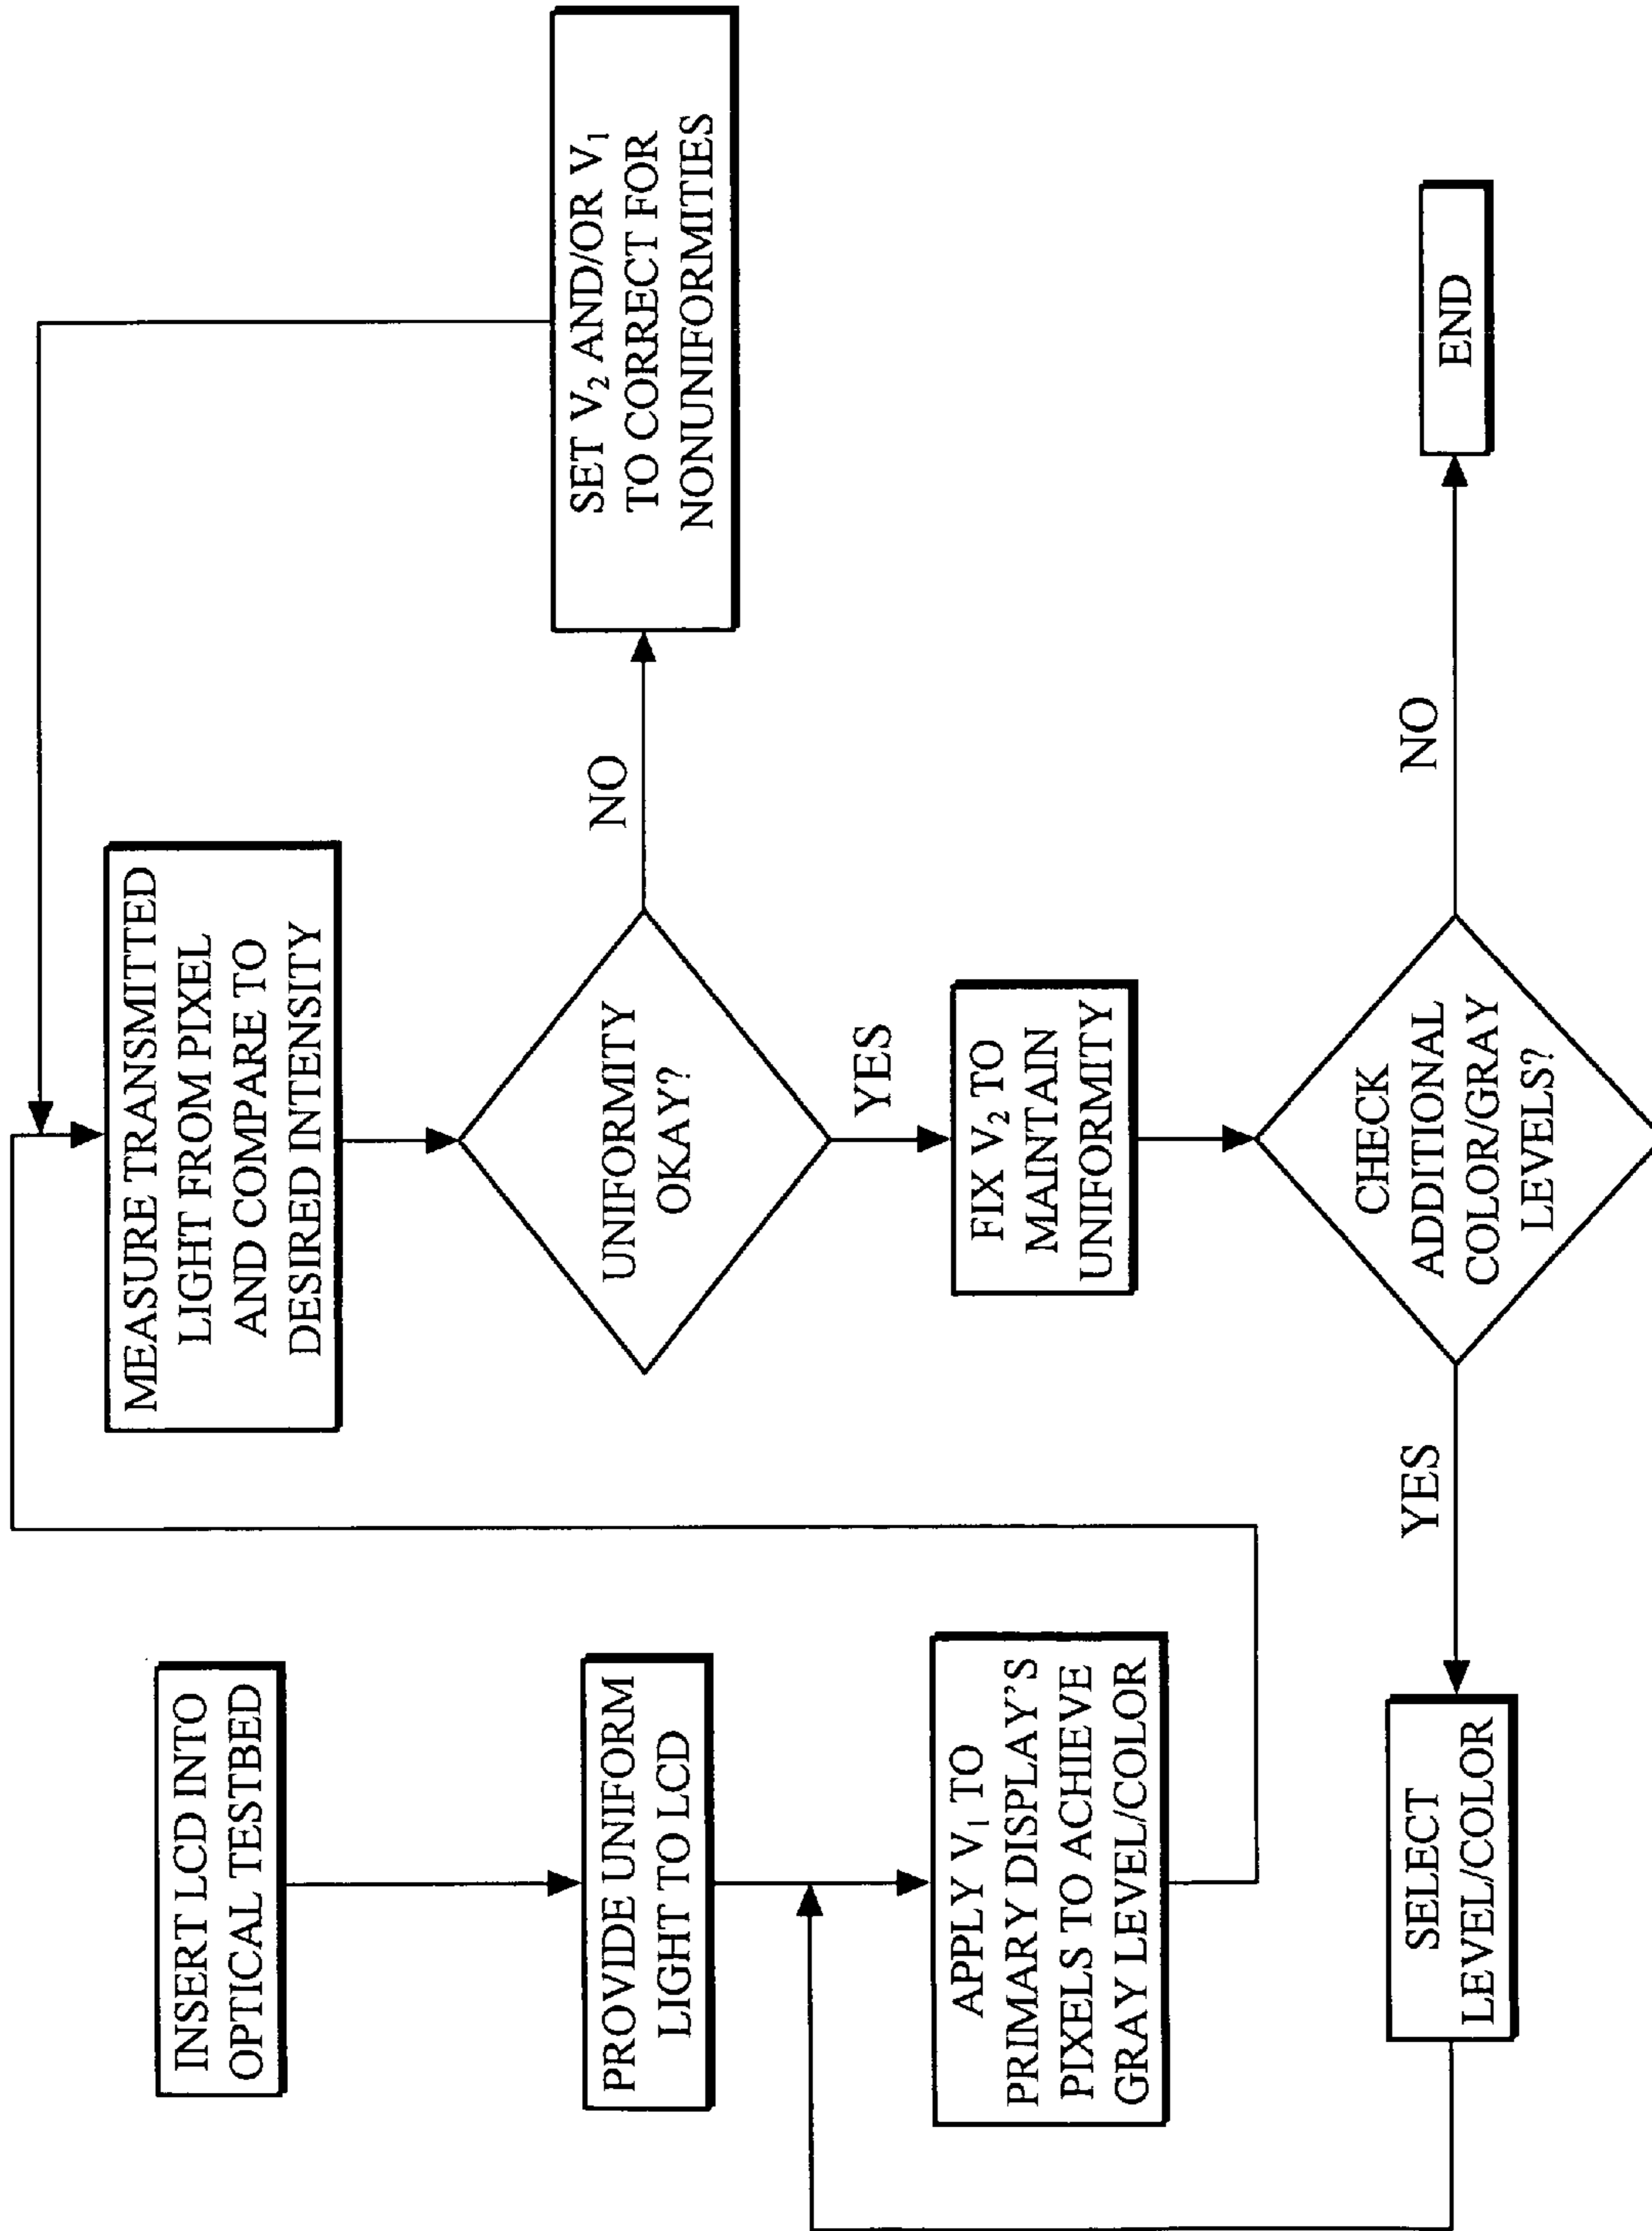 INSERT LCD INTO
OPTICAL TESTBED
PROVIDE UNIFORM
LIGHT TO LCD
APPLY V₁ TO
PRIMARY DISPLAY'S
PIXELS TO ACHIEVE
GRAY LEVEL/COLOR
MEASURE TRANSMITTED
LIGHT FROM PIXEL
AND COMPARE TO
DESIRED INTENSITY
UNIFORMITY
OKAY?
NO
SET V₂ AND/OR V₁
TO CORRECT FOR
NONUNIFORMITIES
YES
FIX V₂ TO
MAINTAIN
UNIFORMITY
CHECK
ADDITIONAL
COLOR/GRAY
LEVELS?
NO
END
YES
SELECT
LEVEL/COLOR